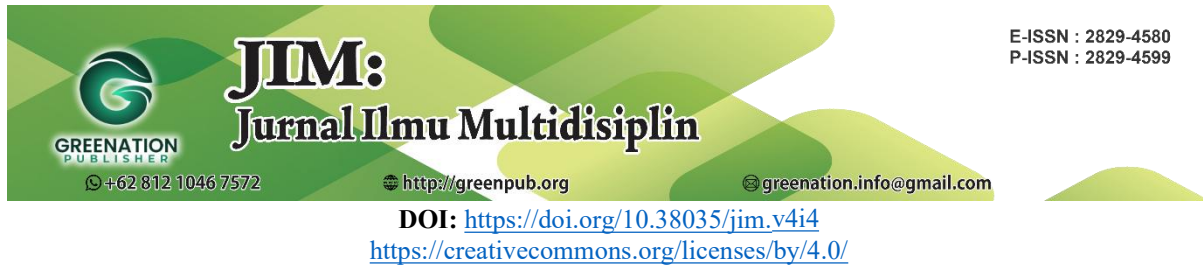 E-ISSN : 2829-4580
P-ISSN : 2829-4599
JIM:
Jurnal Ilmu Multidisiplin
GREENATION
PUBLISHER
+62 812 1046 7572
http://greenpub.org
greenation.info@gmail.com
DOI: https://doi.org/10.38035/jim.v4i4
https://creativecommons.org/licenses/by/4.0/